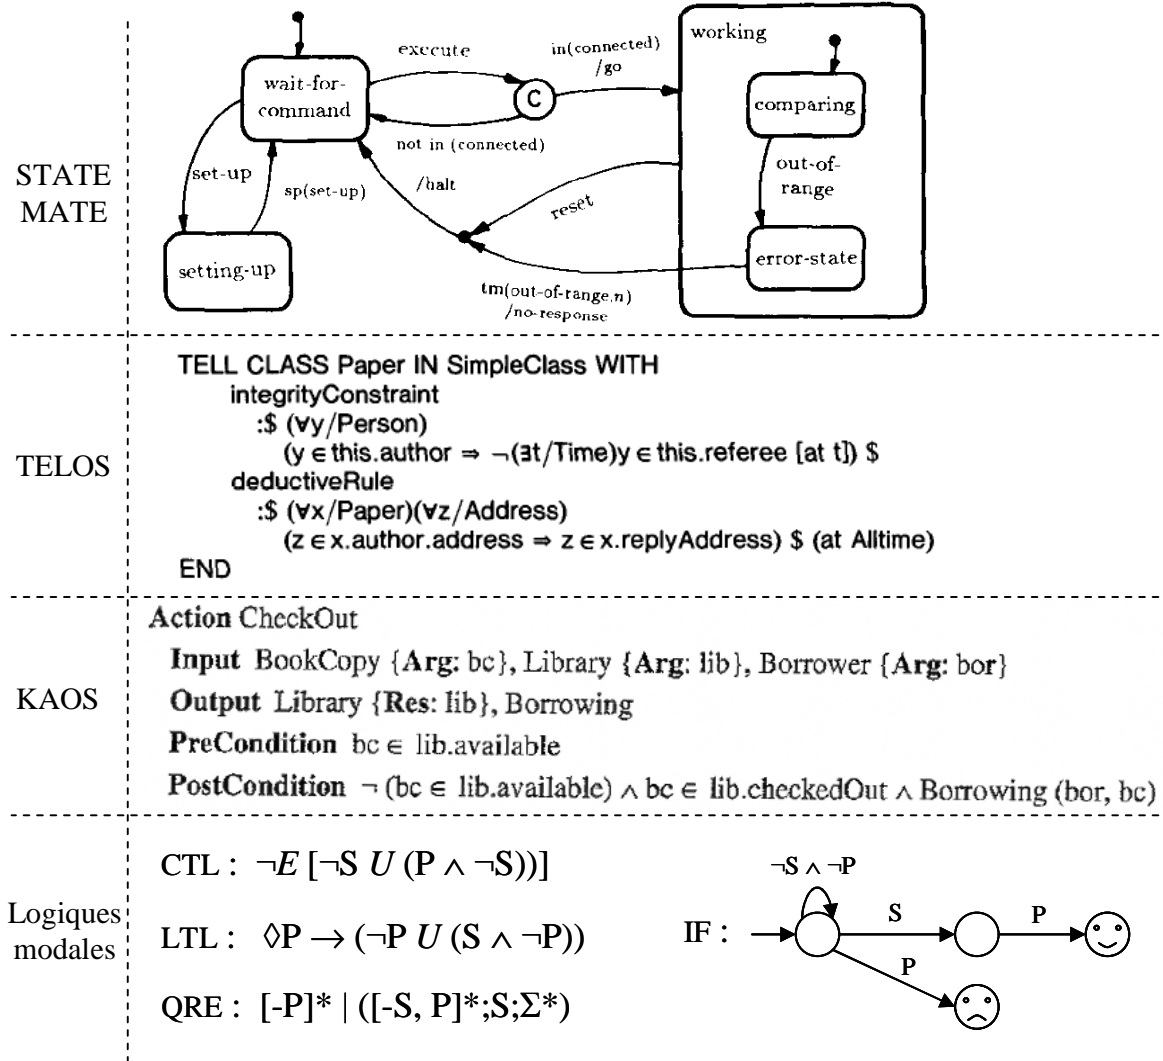 STATE
MATE
wait-for-
command
execute
C
in(connected)
/go
not in (connected)
set-up
sp(set-up)
setting-up
/halt
reset
tm(out-of-range,n)
/no-response
working
comparing
out-of-
range
error-state
TELOS
TELL CLASS Paper IN SimpleClass WITH
integrityConstraint
:$ (∀y/Person)
(y ∈ this.author ⇒ ¬(∃t/Time)y ∈ this.referee [at t]) $
deductiveRule
:$ (∀x/Paper)(∀z/Address)
(z ∈ x.author.address ⇒ z ∈ x.replyAddress) $ (at Alltime)
END
KAOS
Action CheckOut
Input BookCopy {Arg: bc}, Library {Arg: lib}, Borrower {Arg: bor}
Output Library {Res: lib}, Borrowing
PreCondition bc ∈ lib.available
PostCondition ¬ (bc ∈ lib.available) ∧ bc ∈ lib.checkedOut ∧ Borrowing (bor, bc)
Logiques
modales
CTL : ¬E [¬S U (P ∧ ¬S))]
LTL : ◊P → (¬P U (S ∧ ¬P))
QRE : [-P]* | ([-S, P]*;S;Σ*)
IF :
¬S ∧ ¬P
S
P
P